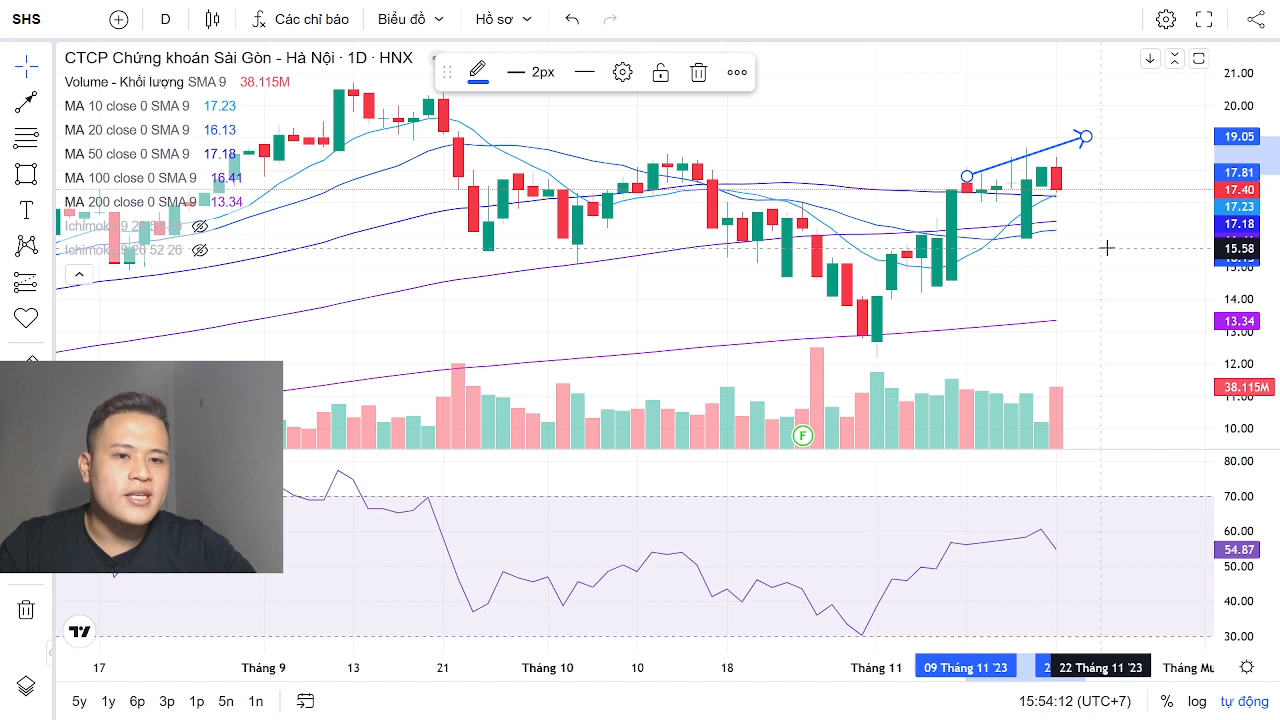 SHS D Các chỉ báo Biểu đồ Hồ sơ
CTCP Chứng khoán Sài Gòn - Hà Nội · 1D · HNX
2px
Volume - Khối lượng SMA 9 38.115M
MA 10 close 0 SMA 9 17.23
MA 20 close 0 SMA 9 16.13
MA 50 close 0 SMA 9 17.18
MA 100 close 0 SMA 9 16.41
MA 200 close 0 SMA 9 13.34
21.00
20.00
19.05
17.81
17.40
17.23
17.18
15.58
15.00
14.00
13.34
13.00
12.00
38.115M
11.00
10.00
F
80.00
70.00
60.00
54.87
50.00
40.00
30.00
17 Tháng 9 13 21 Tháng 10 10 18 Tháng 11 09 Tháng 11 '23 2 22 Tháng 11 '23 Tháng Mư
5y 1y 6p 3p 1p 5n 1n 15:54:12 (UTC+7) % log tự động